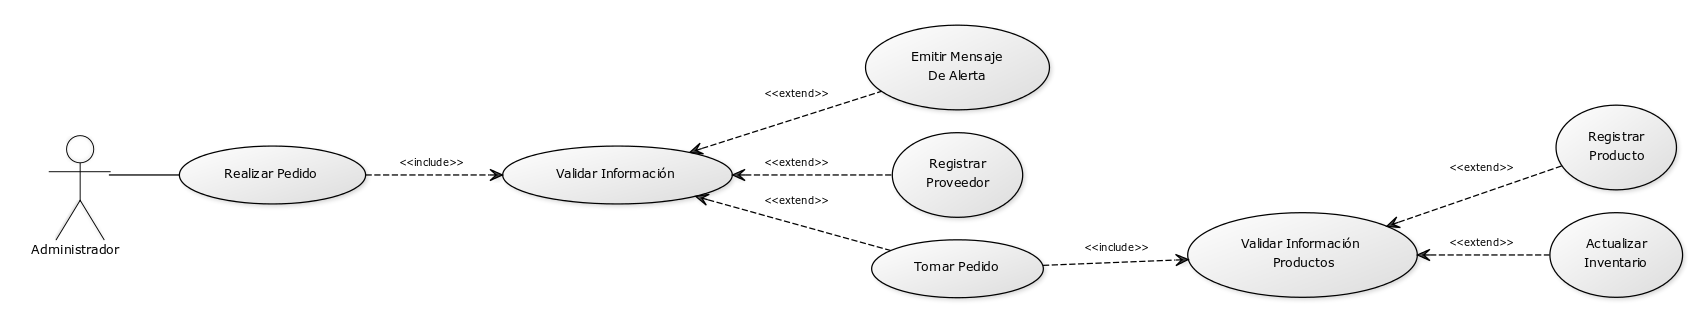 Administrador
Realizar Pedido
<<include>>
Validar Información
<<extend>>
Emitir Mensaje
De Alerta
<<extend>>
Registrar
Proveedor
<<extend>>
Tomar Pedido
<<include>>
Validar Información
Productos
<<extend>>
Registrar
Producto
<<extend>>
Actualizar
Inventario